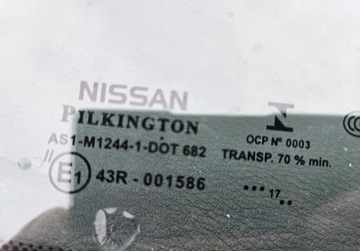 NISSAN
PILKINGTON
AS1-M1244-1-DOT 682
OCP Nº 0003
TRANSP. 70 % min.
E1 43R - 001586
••• 17 ••